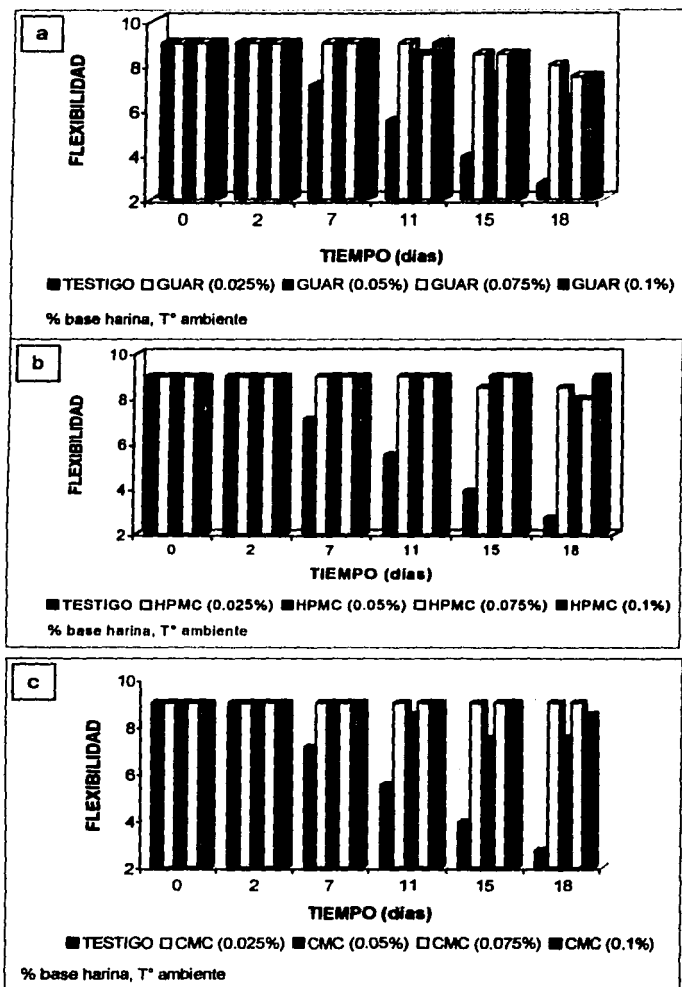 a
FLEXIBILIDAD
10
8
6
4
2
0 2 7 11 15 18
TIEMPO (días)
TESTIGO GUAR (0.025%) GUAR (0.05%) GUAR (0.075%) GUAR (0.1%)
% base harina, T° ambiente
b
FLEXIBILIDAD
10
8
6
4
2
0 2 7 11 15 18
TIEMPO (días)
TESTIGO HPMC (0.025%) HPMC (0.05%) HPMC (0.075%) HPMC (0.1%)
% base harina, T° ambiente
c
FLEXIBILIDAD
10
8
6
4
2
0 2 7 11 15 18
TIEMPO (días)
TESTIGO CMC (0.025%) CMC (0.05%) CMC (0.075%) CMC (0.1%)
% base harina, T° ambiente